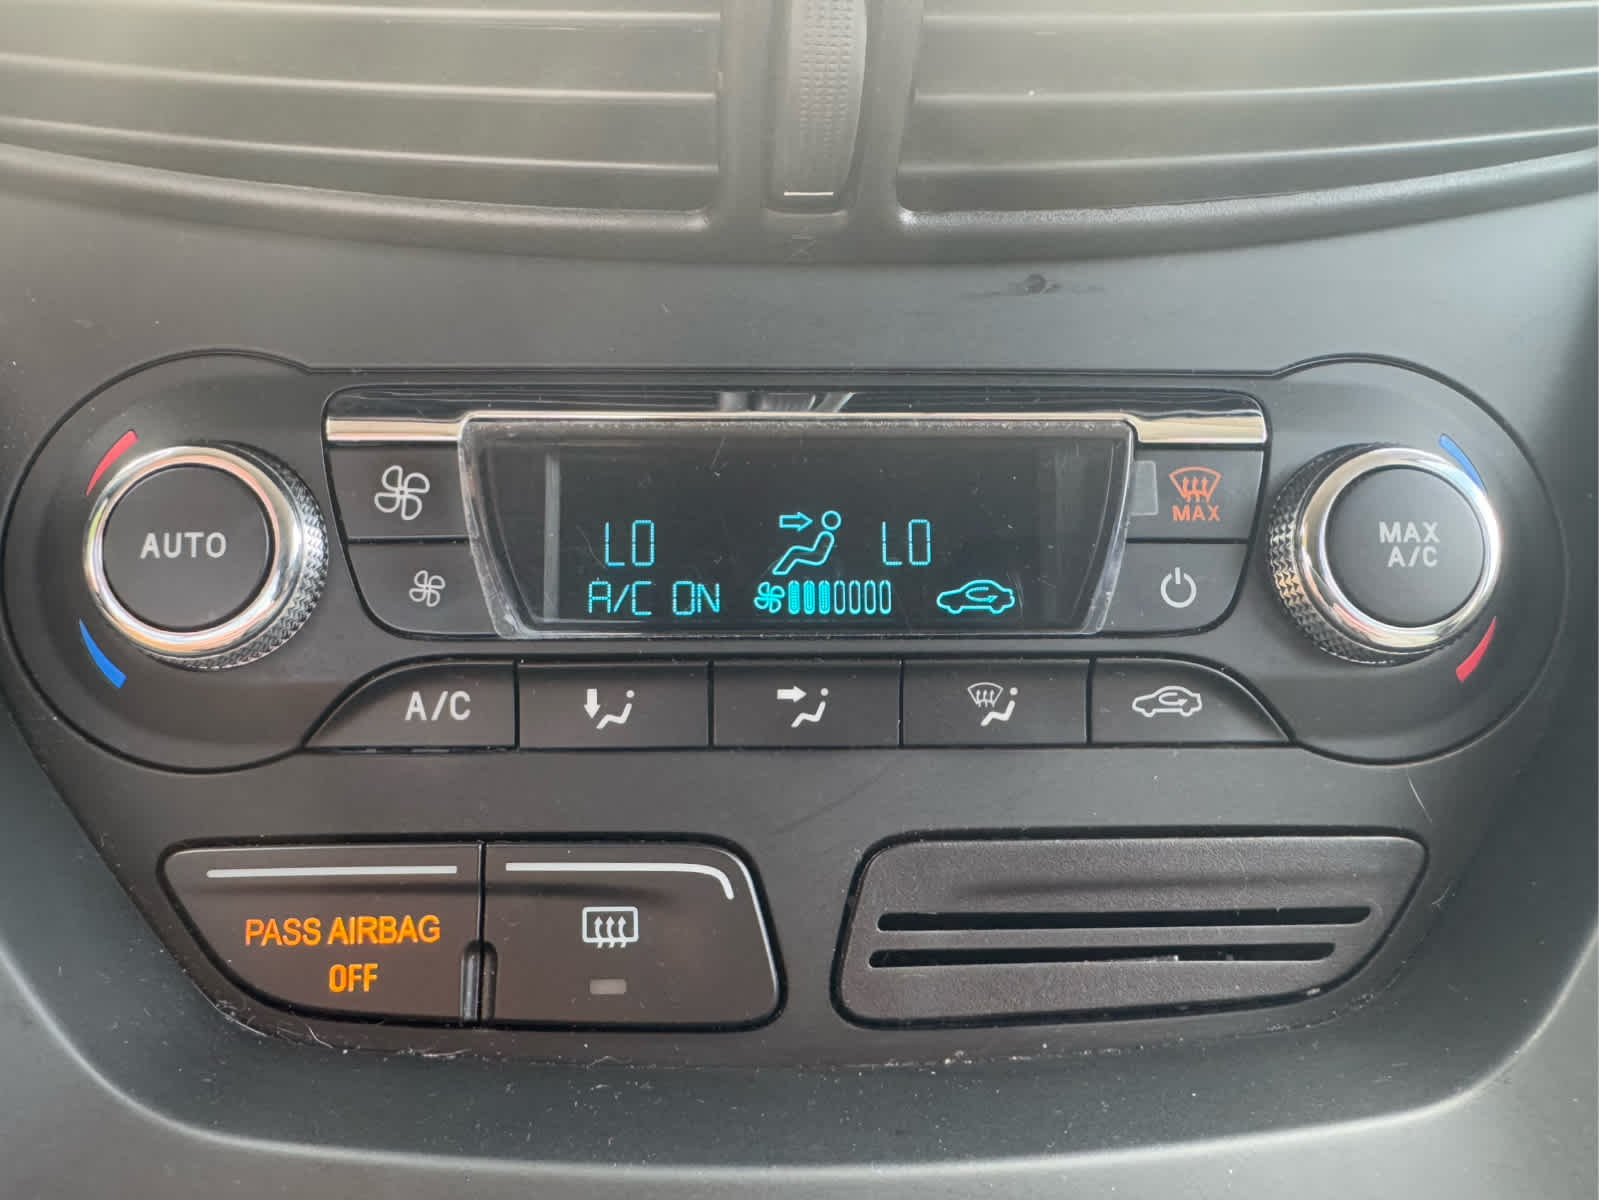 AUTO
LO
LO
A/C ON
MAX
MAX
A/C
A/C
PASS AIRBAG
OFF